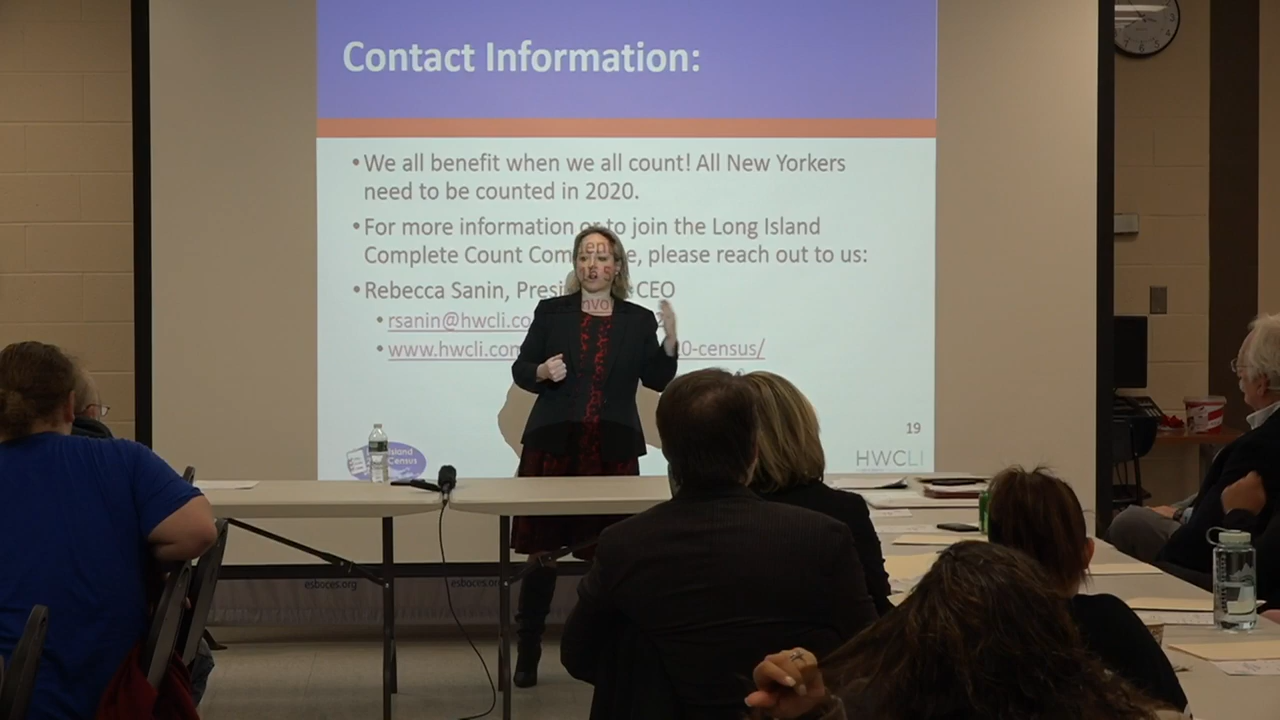 Contact Information:
• We all benefit when we all count! All New Yorkers
need to be counted in 2020.
• For more information or to join the Long Island
Complete Count Com e, please reach out to us:
• Rebecca Sanin, Presi CEO
• rsanin@hwcli.co
• www.hwcli.com 0-census/
19
Island
Census
HWCLI
esboces.org
esboces.org